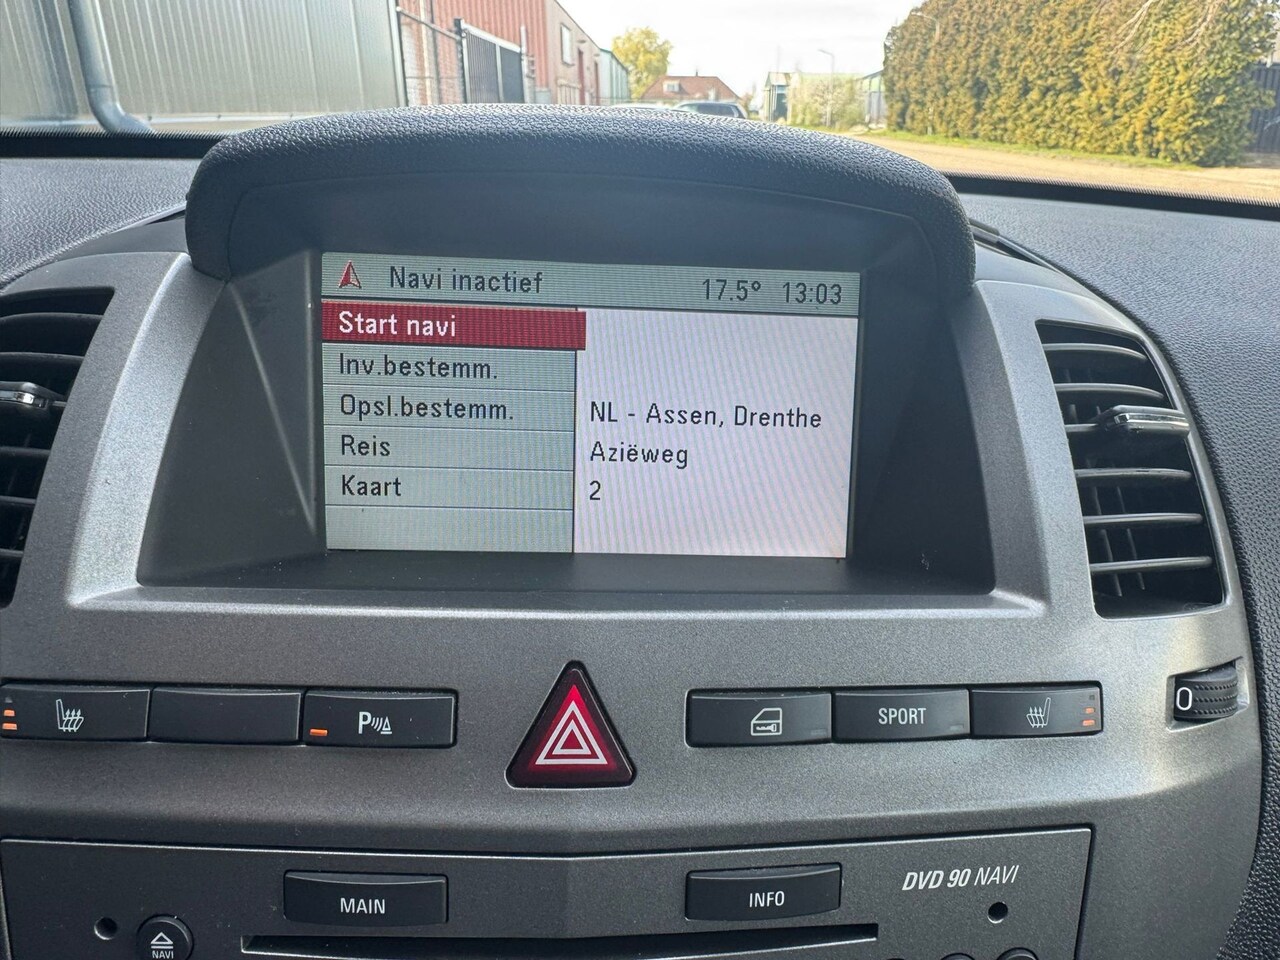 Navi inactief 17.5° 13:03
Start navi
Inv.bestemm.
Opsl.bestemm.
NL - Assen, Drenthe
Reis
Aziëweg
Kaart
2
P
SPORT
0
MAIN
INFO
DVD 90 NAVI
NAVI